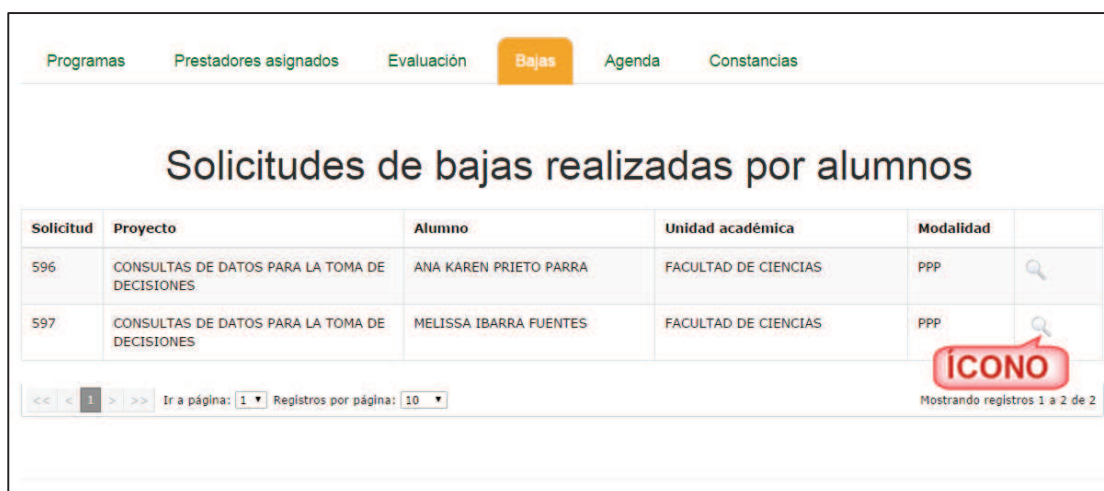 Programas Prestadores asignados Evaluación Bajas Agenda Constancias
Solicitudes de bajas realizadas por alumnos
Solicitud Proyecto Alumno Unidad académica Modalidad
596 CONSULTAS DE DATOS PARA LA TOMA DE DECISIONES ANA KAREN PRIETO PARRA FACULTAD DE CIENCIAS PPP
597 CONSULTAS DE DATOS PARA LA TOMA DE DECISIONES MELISSA IBARRA FUENTES FACULTAD DE CIENCIAS PPP
ÍCONO
<< < 1 > >> Ir a página: 1 Registros por página: 10 Mostrando registros 1 a 2 de 2